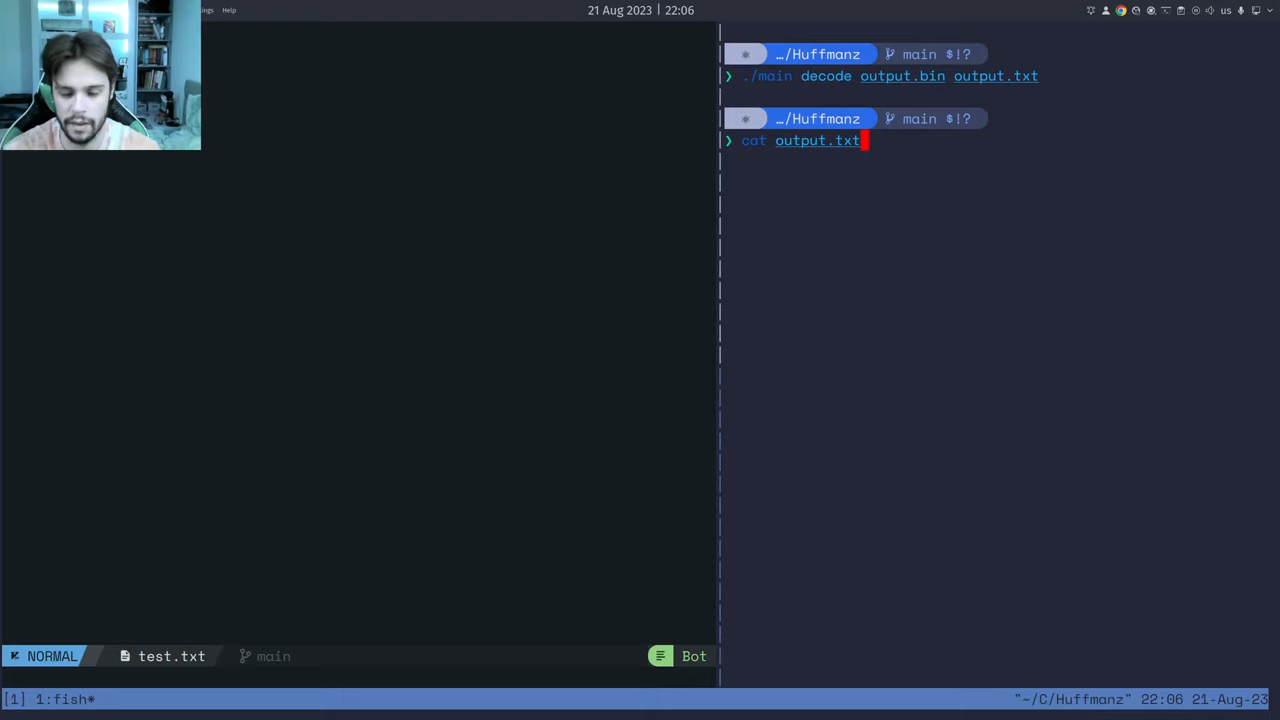 ngs Help
21 Aug 2023 | 22:06
US
…/Huffmanz main $!?
❯ ./main decode output.bin output.txt
…/Huffmanz main $!?
❯ cat output.txt
NORMAL test.txt main Bot
[1] 1:fish* "~/C/Huffmanz" 22:06 21-Aug-23